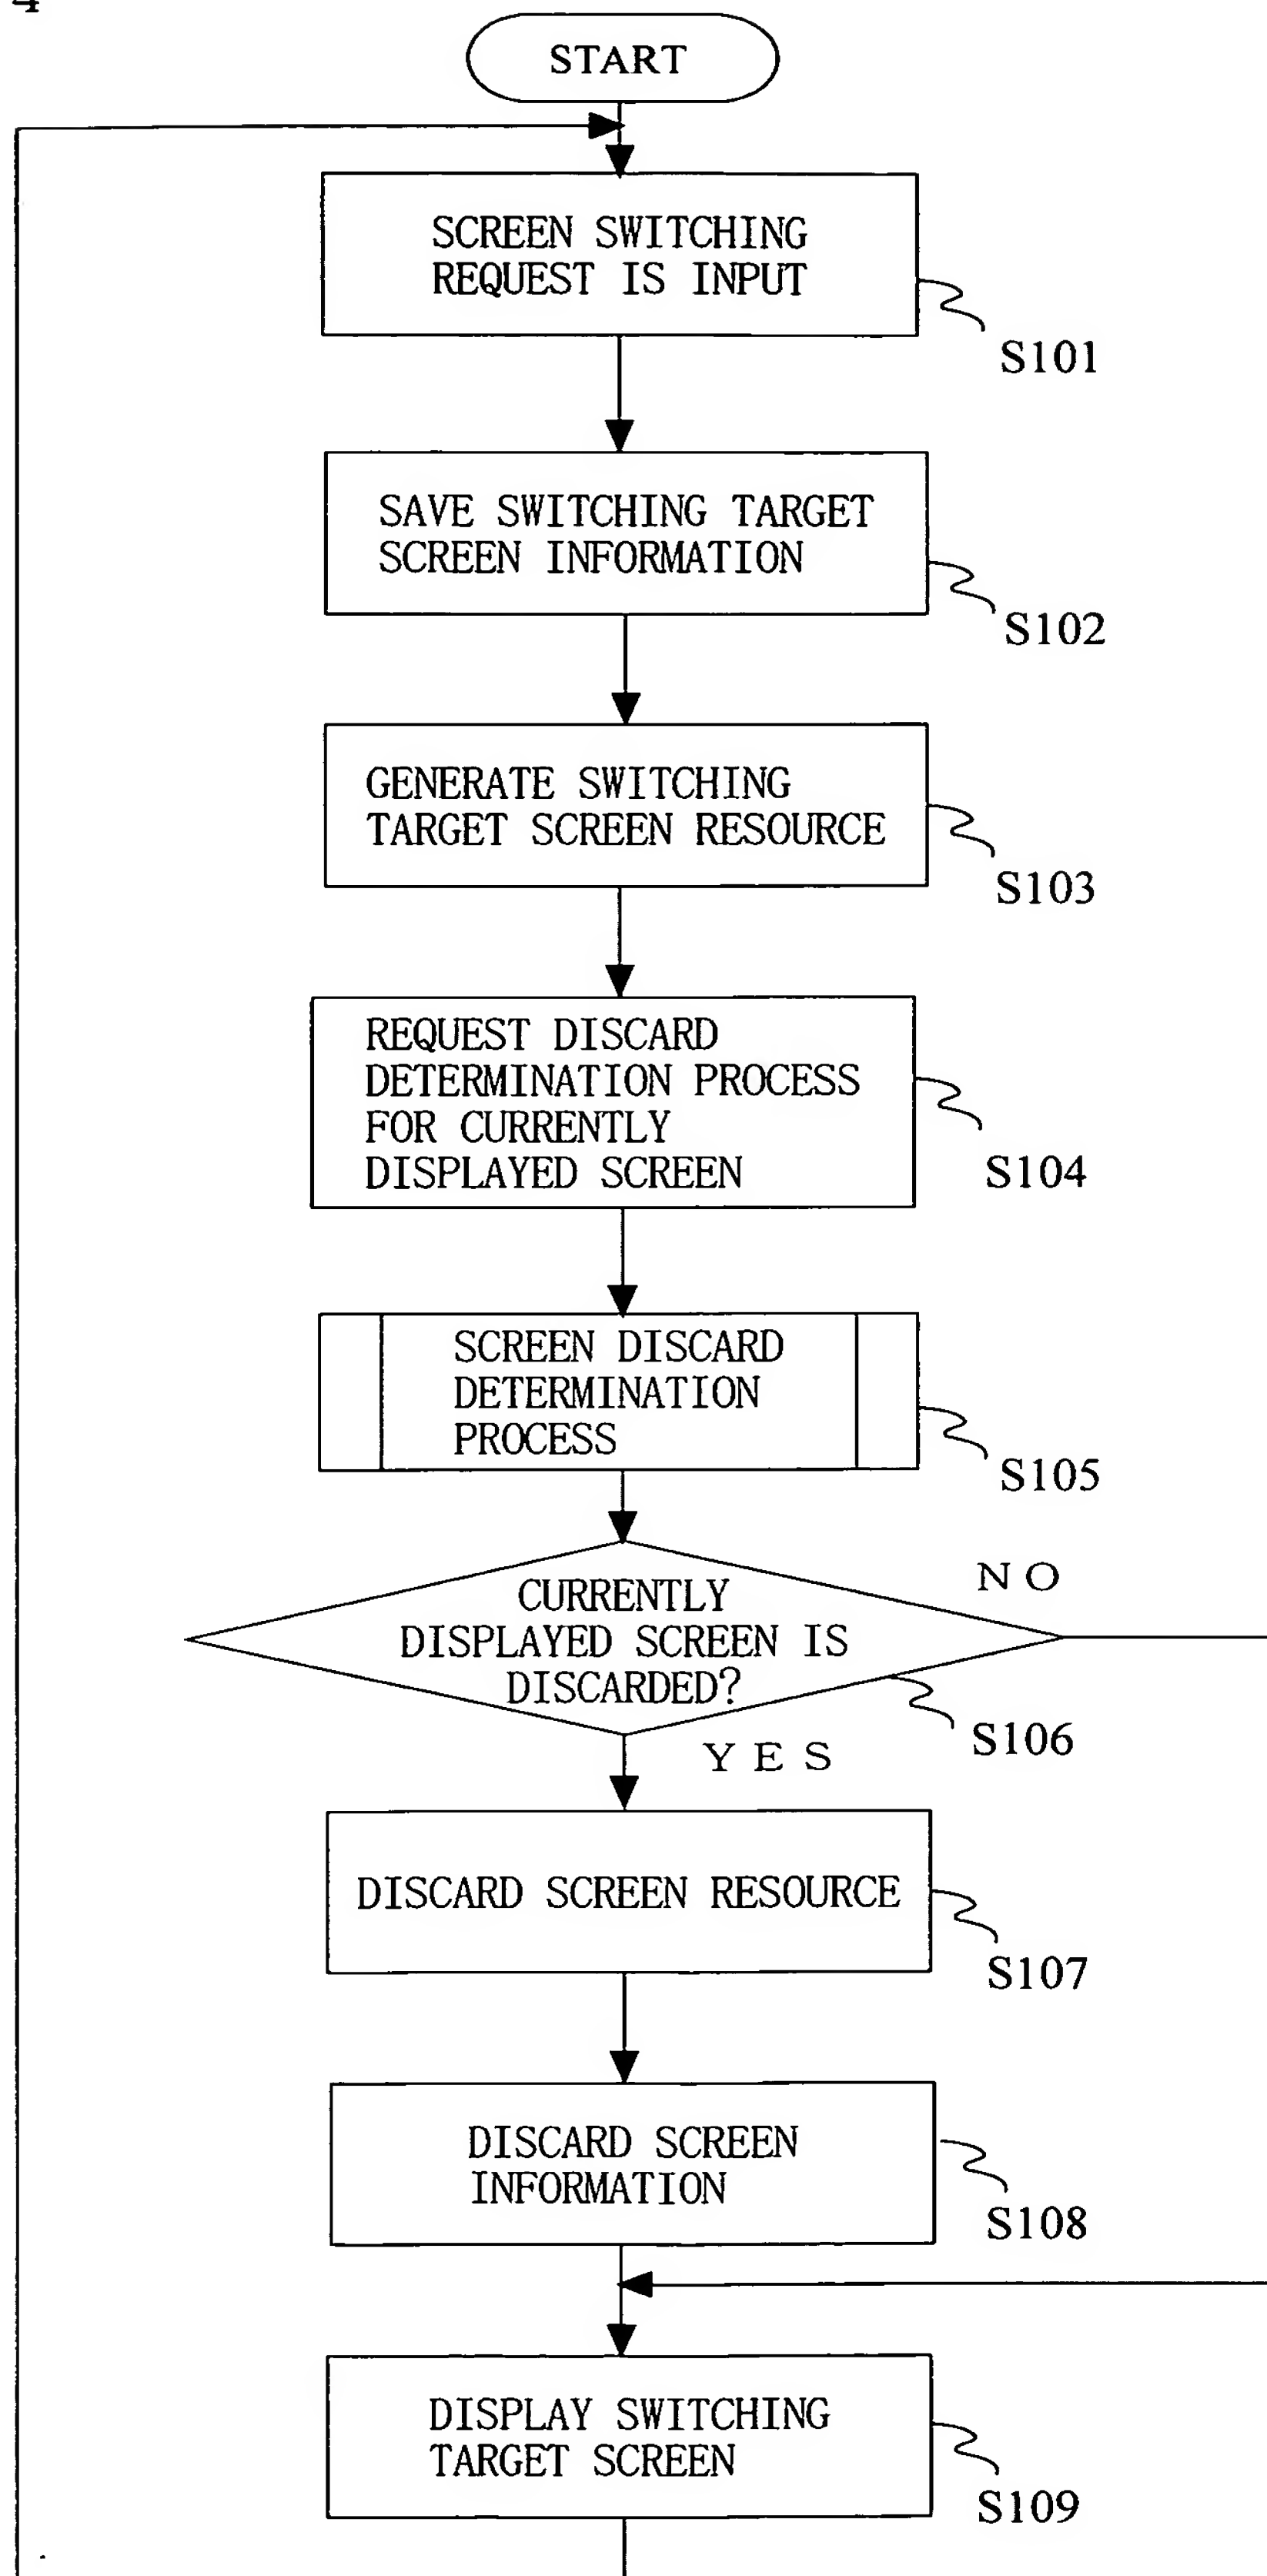 4
START
SCREEN SWITCHING
REQUEST IS INPUT
S101
SAVE SWITCHING TARGET
SCREEN INFORMATION
S102
GENERATE SWITCHING
TARGET SCREEN RESOURCE
S103
REQUEST DISCARD
DETERMINATION PROCESS
FOR CURRENTLY
DISPLAYED SCREEN
S104
SCREEN DISCARD
DETERMINATION
PROCESS
S105
NO
CURRENTLY
DISPLAYED SCREEN IS
DISCARDED?
S106
YES
DISCARD SCREEN RESOURCE
S107
DISCARD SCREEN
INFORMATION
S108
DISPLAY SWITCHING
TARGET SCREEN
S109